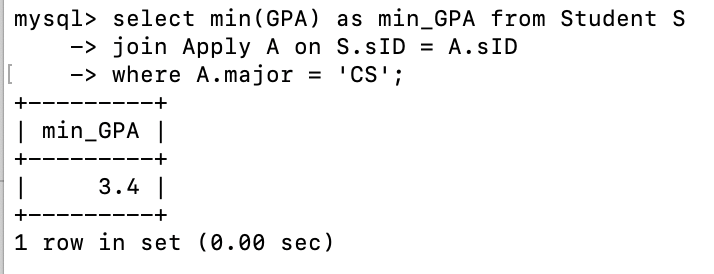 mysql> select min(GPA) as min_GPA from Student S
    -> join Apply A on S.sID = A.sID
[    -> where A.major = 'CS';
+---------+
| min_GPA |
+---------+
|     3.4 |
+---------+
1 row in set (0.00 sec)